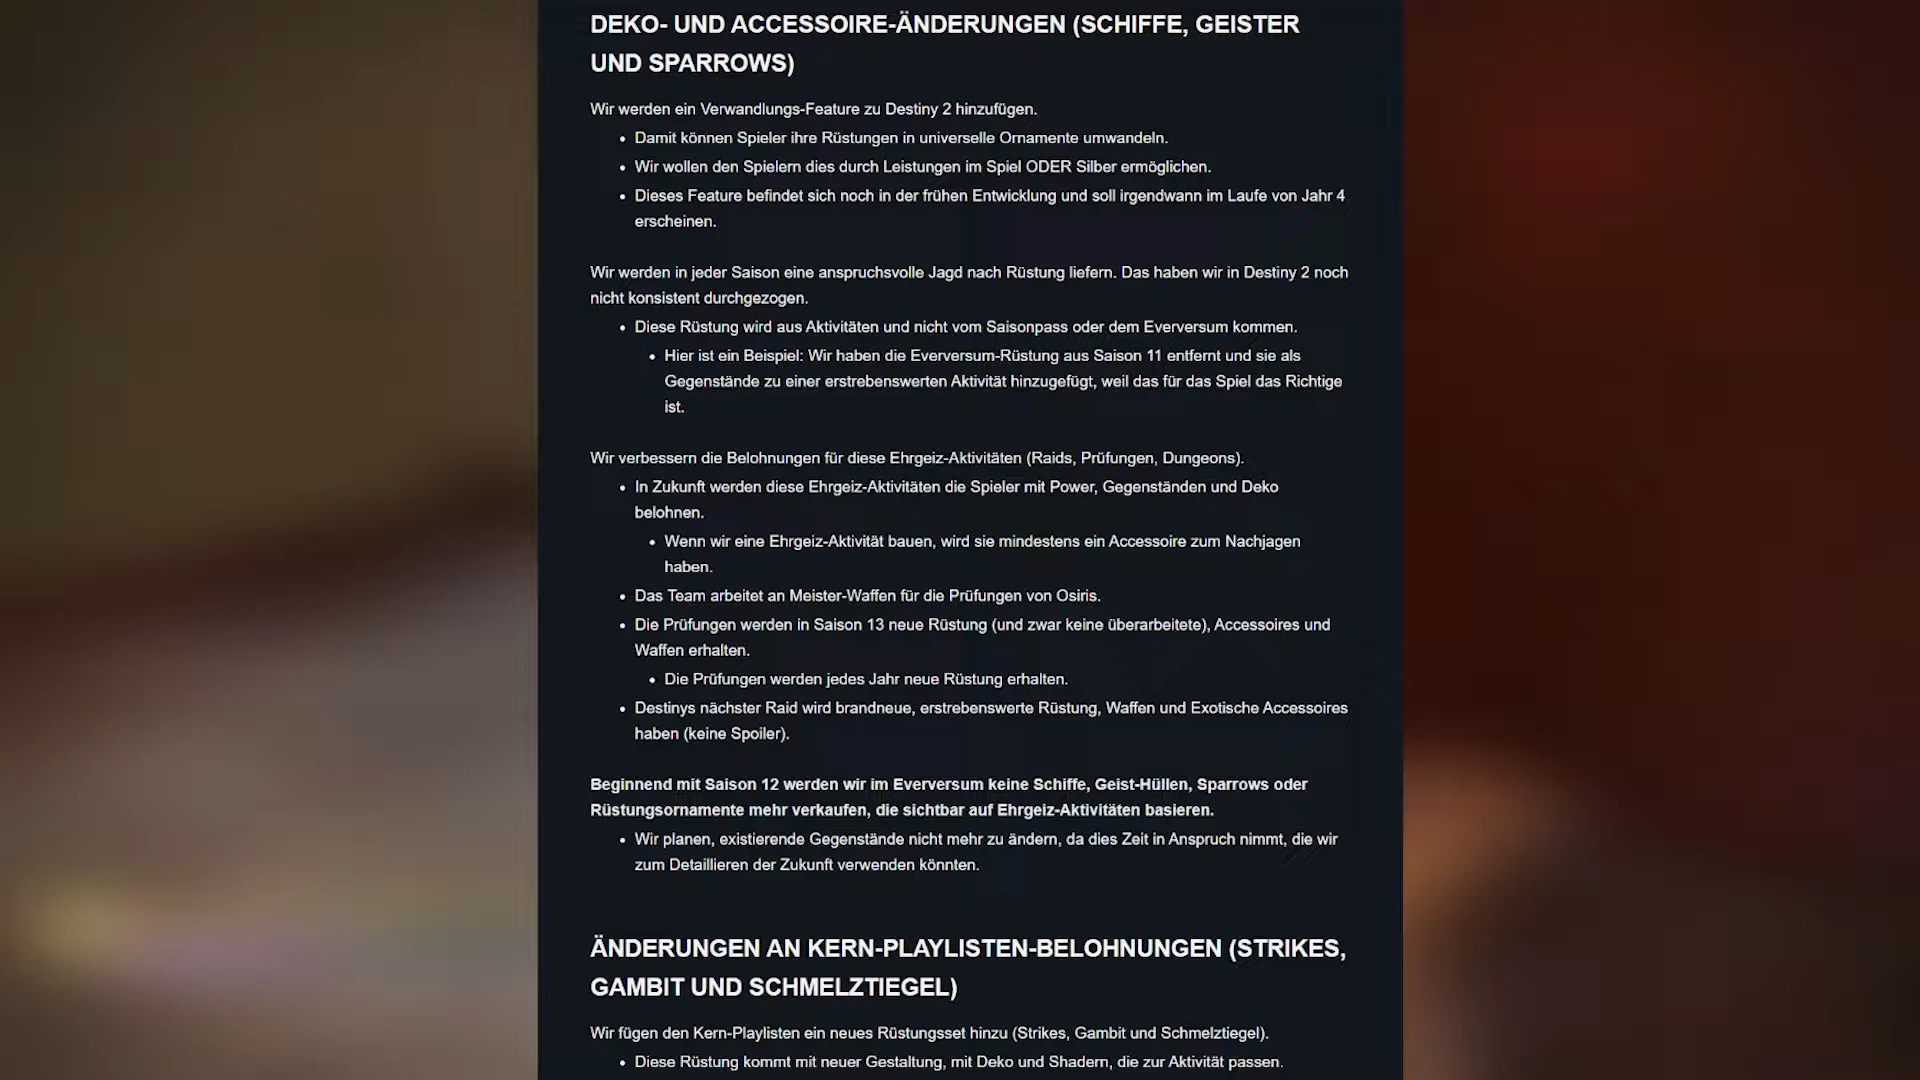 DEKO- UND ACCESSOIRE-ÄNDERUNGEN (SCHIFFE, GEISTER
UND SPARROWS)
Wir werden ein Verwandlungs-Feature zu Destiny 2 hinzufügen.
• Damit können Spieler ihre Rüstungen in universelle Ornamente umwandeln.
• Wir wollen den Spielern dies durch Leistungen im Spiel ODER Silber ermöglichen.
• Dieses Feature befindet sich noch in der frühen Entwicklung und soll irgendwann im Laufe von Jahr 4
erscheinen.
Wir werden in jeder Saison eine anspruchsvolle Jagd nach Rüstung liefern. Das haben wir in Destiny 2 noch
nicht konsistent durchgezogen.
• Diese Rüstung wird aus Aktivitäten und nicht vom Saisonpass oder dem Everversum kommen.
• Hier ist ein Beispiel: Wir haben die Everversum-Rüstung aus Saison 11 entfernt und sie als
Gegenstände zu einer erstrebenswerten Aktivität hinzugefügt, weil das für das Spiel das Richtige
ist.
Wir verbessern die Belohnungen für diese Ehrgeiz-Aktivitäten (Raids, Prüfungen, Dungeons).
• In Zukunft werden diese Ehrgeiz-Aktivitäten die Spieler mit Power, Gegenständen und Deko
belohnen.
• Wenn wir eine Ehrgeiz-Aktivität bauen, wird sie mindestens ein Accessoire zum Nachjagen
haben.
• Das Team arbeitet an Meister-Waffen für die Prüfungen von Osiris.
• Die Prüfungen werden in Saison 13 neue Rüstung (und zwar keine überarbeitete), Accessoires und
Waffen erhalten.
• Die Prüfungen werden jedes Jahr neue Rüstung erhalten.
• Destinys nächster Raid wird brandneue, erstrebenswerte Rüstung, Waffen und Exotische Accessoires
haben (keine Spoiler).
Beginnend mit Saison 12 werden wir im Everversum keine Schiffe, Geist-Hüllen, Sparrows oder
Rüstungsornamente mehr verkaufen, die sichtbar auf Ehrgeiz-Aktivitäten basieren.
• Wir planen, existierende Gegenstände nicht mehr zu ändern, da dies Zeit in Anspruch nimmt, die wir
zum Detaillieren der Zukunft verwenden könnten.
ÄNDERUNGEN AN KERN-PLAYLISTEN-BELOHNUNGEN (STRIKES,
GAMBIT UND SCHMELZTIEGEL)
Wir fügen den Kern-Playlisten ein neues Rüstungsset hinzu (Strikes, Gambit und Schmelztiegel).
• Diese Rüstung kommt mit neuer Gestaltung, mit Deko und Shadern, die zur Aktivität passen.